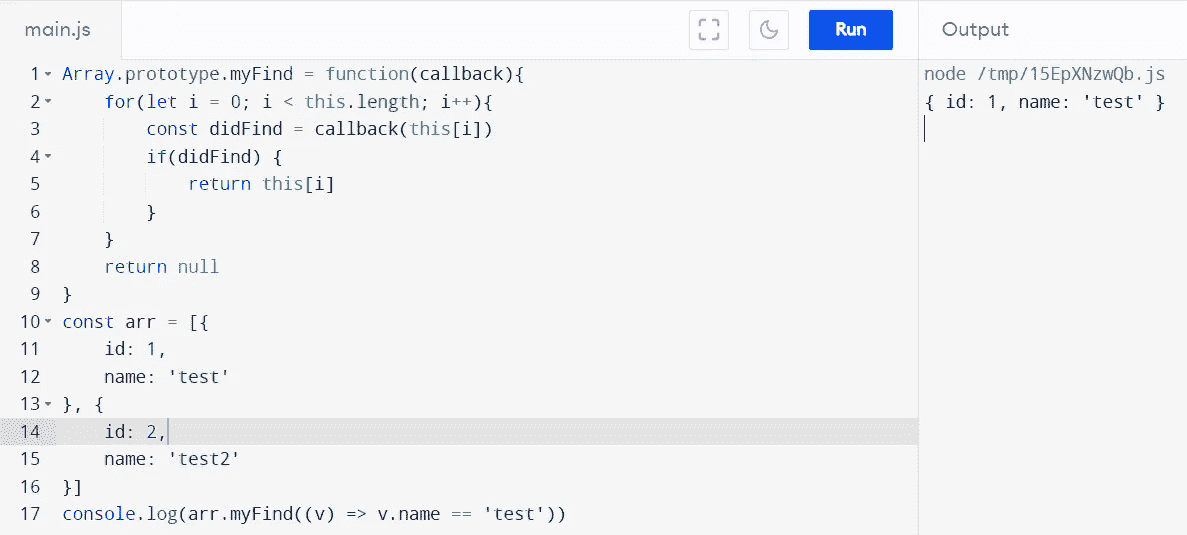 main.js
Run
Output
1 Array.prototype.myFind = function(callback){
2     for(let i = 0; i < this.length; i++){
3         const didFind = callback(this[i])
4         if(didFind) {
5             return this[i]
6         }
7     }
8     return null
9 }
10 const arr = [{
11     id: 1,
12     name: 'test'
13 }, {
14     id: 2,
15     name: 'test2'
16 }]
17 console.log(arr.myFind((v) => v.name == 'test'))
node /tmp/15EpXNzwQb.js
{ id: 1, name: 'test' }